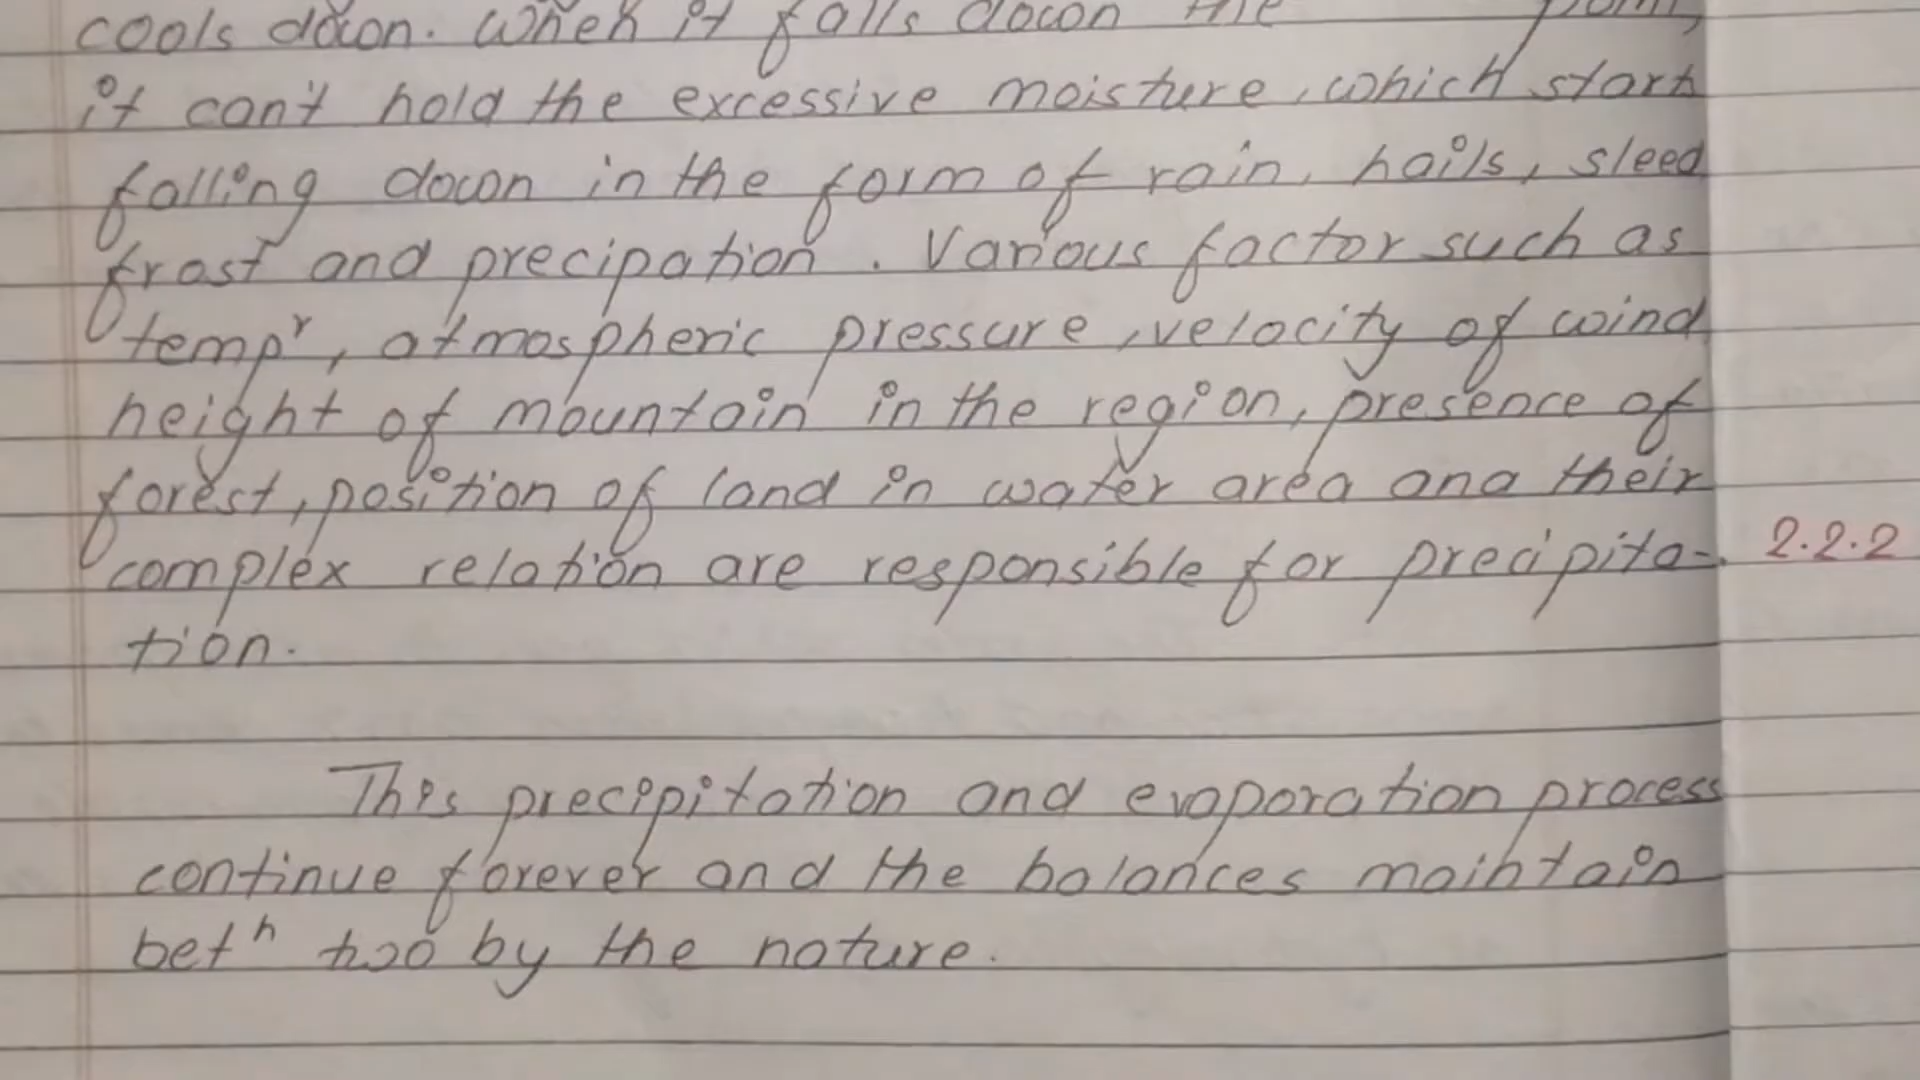 cools down. When it falls down the point,
it can't hold the excessive moisture, which start
falling down in the form of rain, hails, sleed
frost and precipation. Various factor such as
tempʳ, atmospheric pressure, velocity of wind
height of mountain in the region, presence of
forest, position of land in water area and their
complex relation are responsible for precipita-
2.2.2
tion.
This precipitation and evaporation process
continue forever and the balances maintain
betⁿ two by the nature.